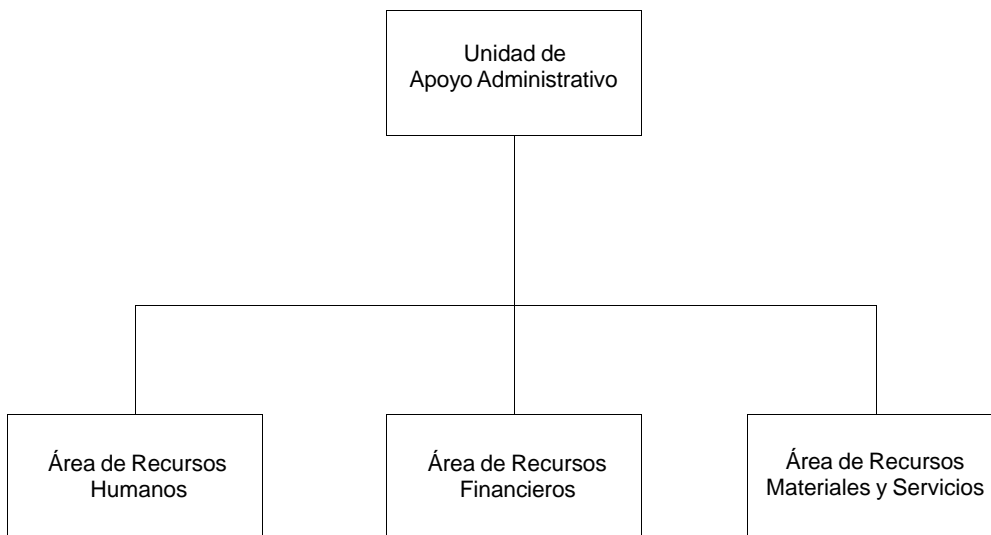 Unidad de
Apoyo Administrativo
Área de Recursos
Humanos
Área de Recursos
Financieros
Área de Recursos
Materiales y Servicios